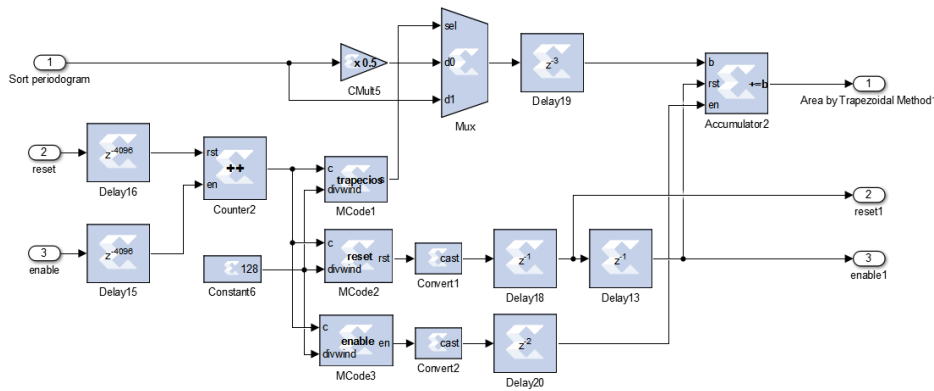 1
Sort periodogram
x 0.5
CMult5
sel
d0
d1
Mux
z-3
Delay19
b
rst
en
+=b
Accumulator2
1
Area by Trapezoidal Method1
2
reset
z-4096
Delay16
3
enable
z-4096
Delay15
rst
en
++
Counter2
128
Constant6
c
divwind
trapecios
s
MCode1
c
divwind
reset
rst
MCode2
cast
Convert1
z-1
Delay18
z-1
Delay13
2
reset1
3
enable1
c
divwind
enable
en
MCode3
cast
Convert2
z-2
Delay20